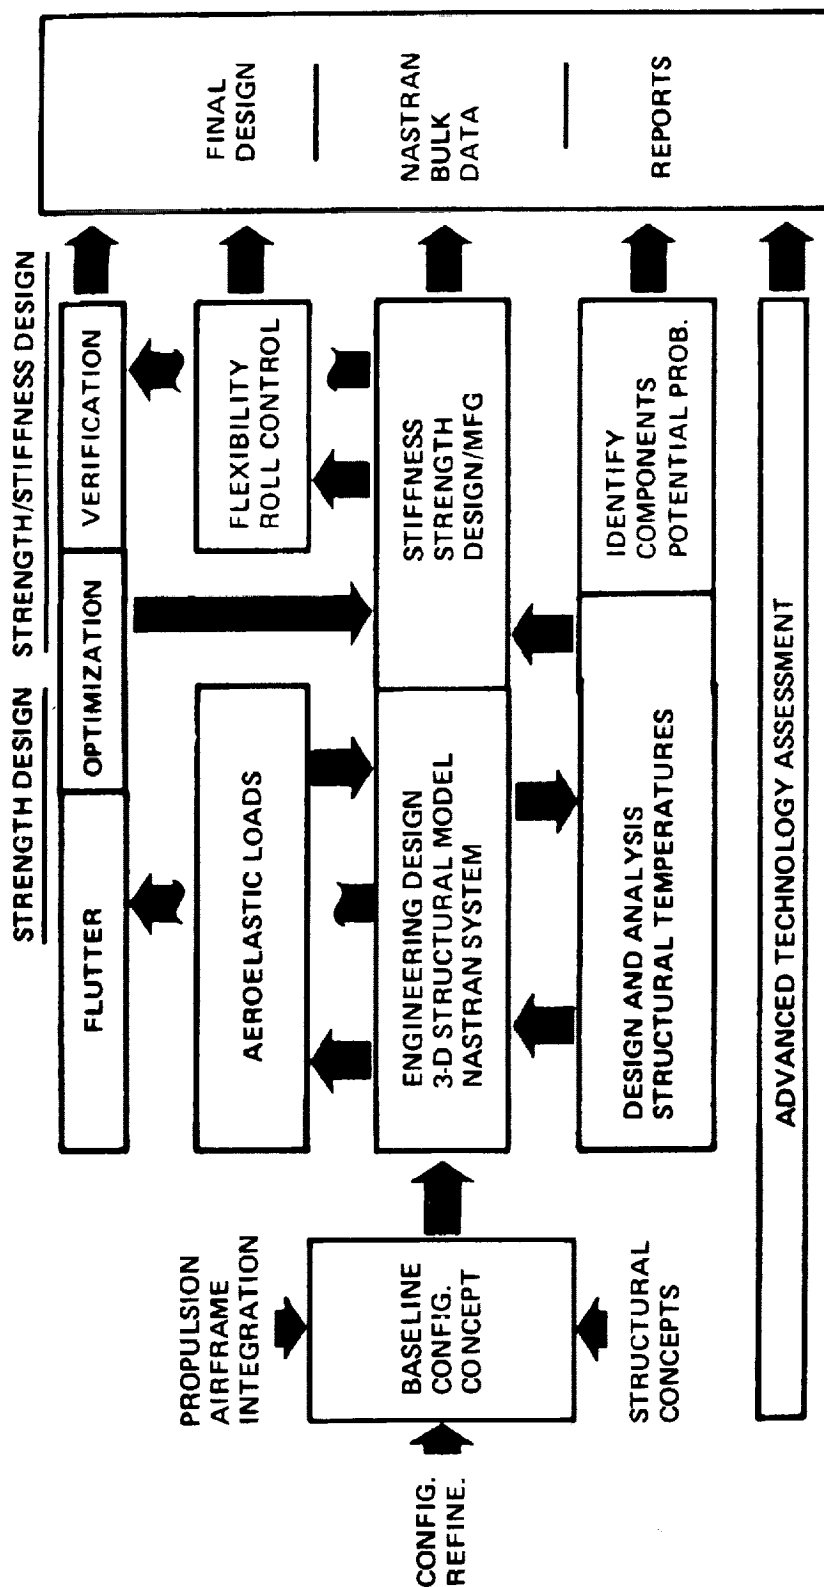 STRENGTH DESIGN
STRENGTH/STIFFNESS DESIGN
FLUTTER
OPTIMIZATION
VERIFICATION
PROPULSION
AIRFRAME
INTEGRATION
AEROELASTIC LOADS
FLEXIBILITY
ROLL CONTROL
FINAL
DESIGN
CONFIG.
REFINE.
BASELINE
CONFIG.
CONCEPT
ENGINEERING DESIGN
3-D STRUCTURAL MODEL
NASTRAN SYSTEM
STIFFNESS
STRENGTH
DESIGN/MFG
NASTRAN
BULK
DATA
STRUCTURAL
CONCEPTS
DESIGN AND ANALYSIS
STRUCTURAL TEMPERATURES
IDENTIFY
COMPONENTS
POTENTIAL PROB.
REPORTS
ADVANCED TECHNOLOGY ASSESSMENT